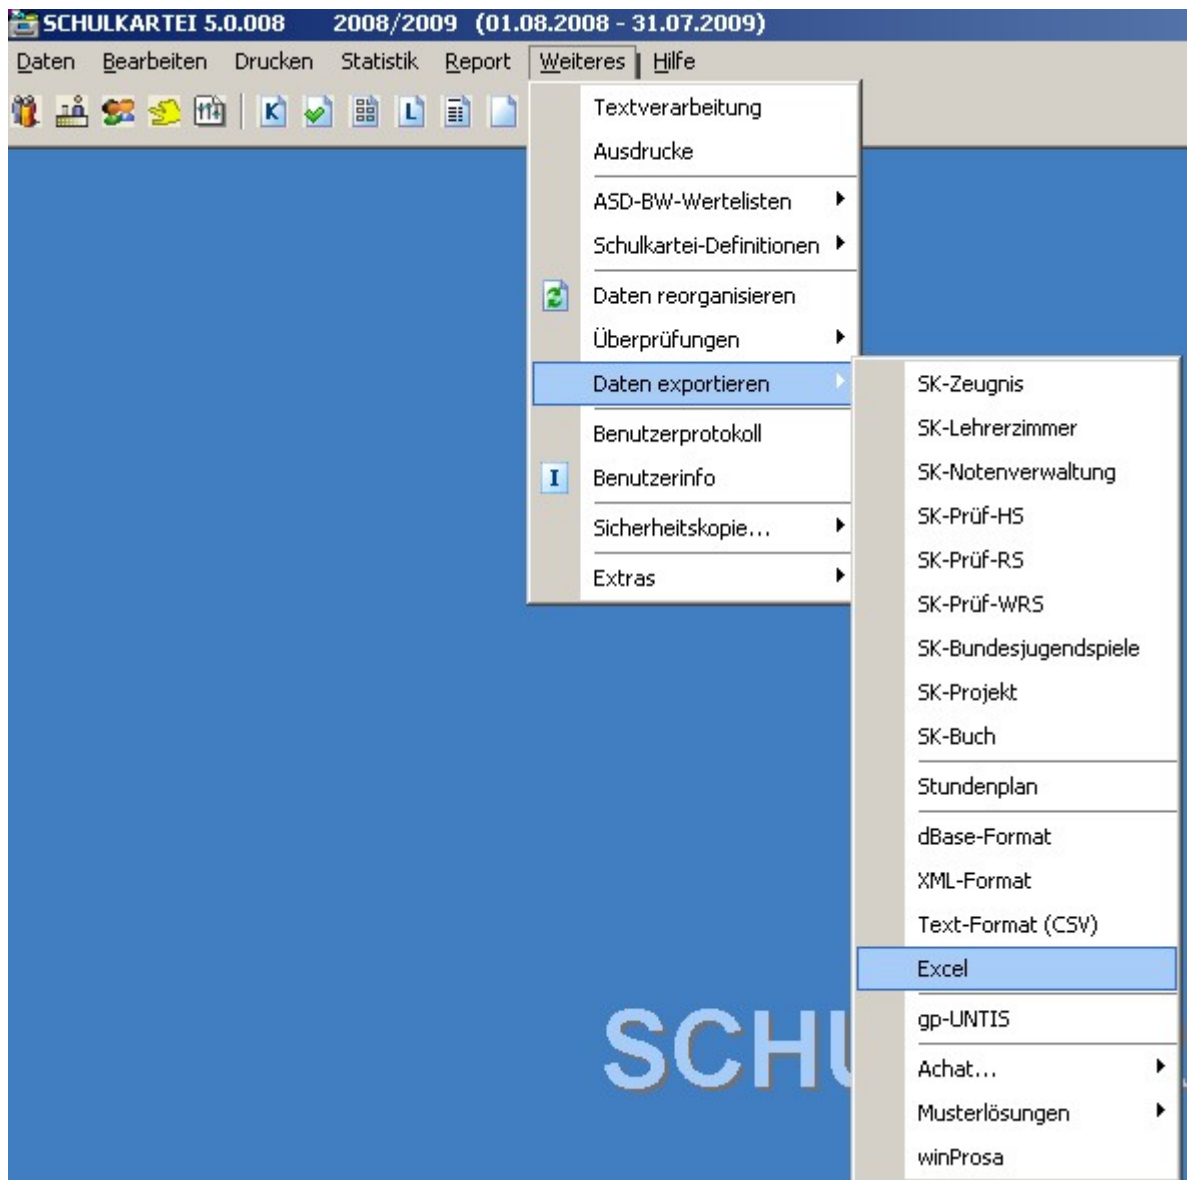 SCHULKARTEI 5.0.008 2008/2009 (01.08.2008 - 31.07.2009)
Daten Bearbeiten Drucken Statistik Report Weiteres Hilfe
K L
Textverarbeitung
Ausdrucke
ASD-BW-Wertelisten
Schulkartei-Definitionen
Daten reorganisieren
Überprüfungen
Daten exportieren
Benutzerprotokoll
I Benutzerinfo
Sicherheitskopie...
Extras
SK-Zeugnis
SK-Lehrerzimmer
SK-Notenverwaltung
SK-Prüf-HS
SK-Prüf-RS
SK-Prüf-WRS
SK-Bundesjugendspiele
SK-Projekt
SK-Buch
Stundenplan
dBase-Format
XML-Format
Text-Format (CSV)
Excel
gp-UNTIS
Achat...
Musterlösungen
winProsa
SCHU